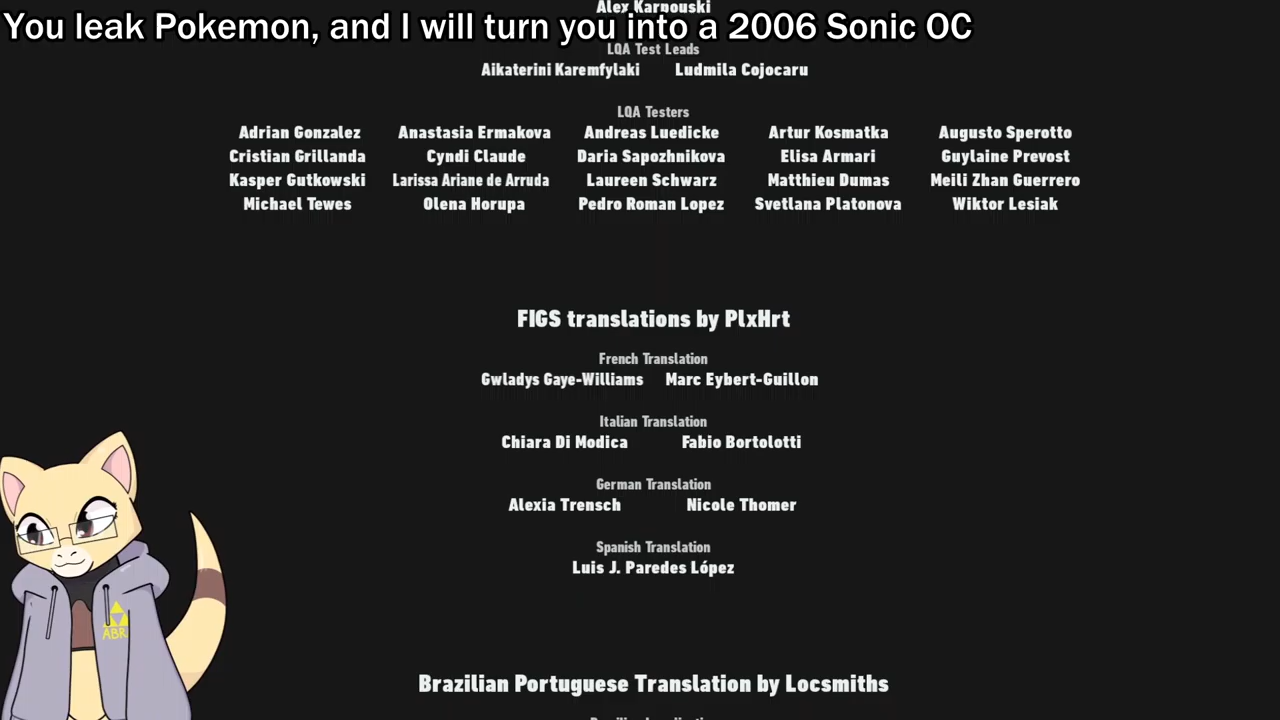 Alex Karnouski
You leak Pokemon, and I will turn you into a 2006 Sonic OC
LQA Test Leads
Aikaterini Karemfylaki Ludmila Cojocaru
LQA Testers
Adrian Gonzalez Anastasia Ermakova Andreas Luedicke Artur Kosmatka Augusto Sperotto
Cristian Grillanda Cyndi Claude Daria Sapozhnikova Elisa Armari Guylaine Prevost
Kasper Gutkowski Larissa Ariane de Arruda Laureen Schwarz Matthieu Dumas Meili Zhan Guerrero
Michael Tewes Olena Horupa Pedro Roman Lopez Svetlana Platonova Wiktor Lesiak
FIGS translations by PlxHrt
French Translation
Gwladys Gaye-Williams Marc Eybert-Guillon
Italian Translation
Chiara Di Modica Fabio Bortolotti
German Translation
Alexia Trensch Nicole Thomer
Spanish Translation
Luis J. Paredes López
ABR
Brazilian Portuguese Translation by Locsmiths